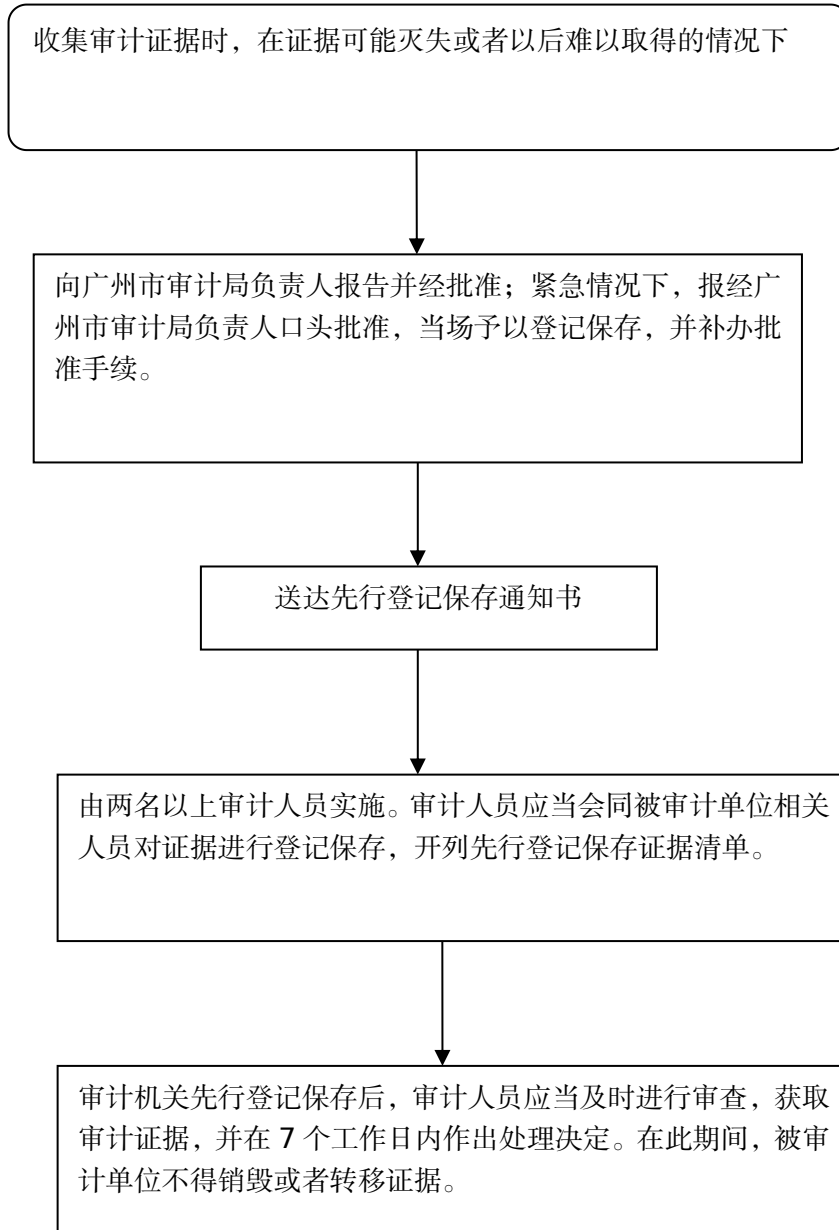 收集审计证据时，在证据可能灭失或者以后难以取得的情况下
向广州市审计局负责人报告并经批准；紧急情况下，报经广
州市审计局负责人口头批准，当场予以登记保存，并补办批
准手续。
送达先行登记保存通知书
由两名以上审计人员实施。审计人员应当会同被审计单位相关
人员对证据进行登记保存，开列先行登记保存证据清单。
审计机关先行登记保存后，审计人员应当及时进行审查，获取
审计证据，并在 7 个工作日内作出处理决定。在此期间，被审
计单位不得销毁或者转移证据。